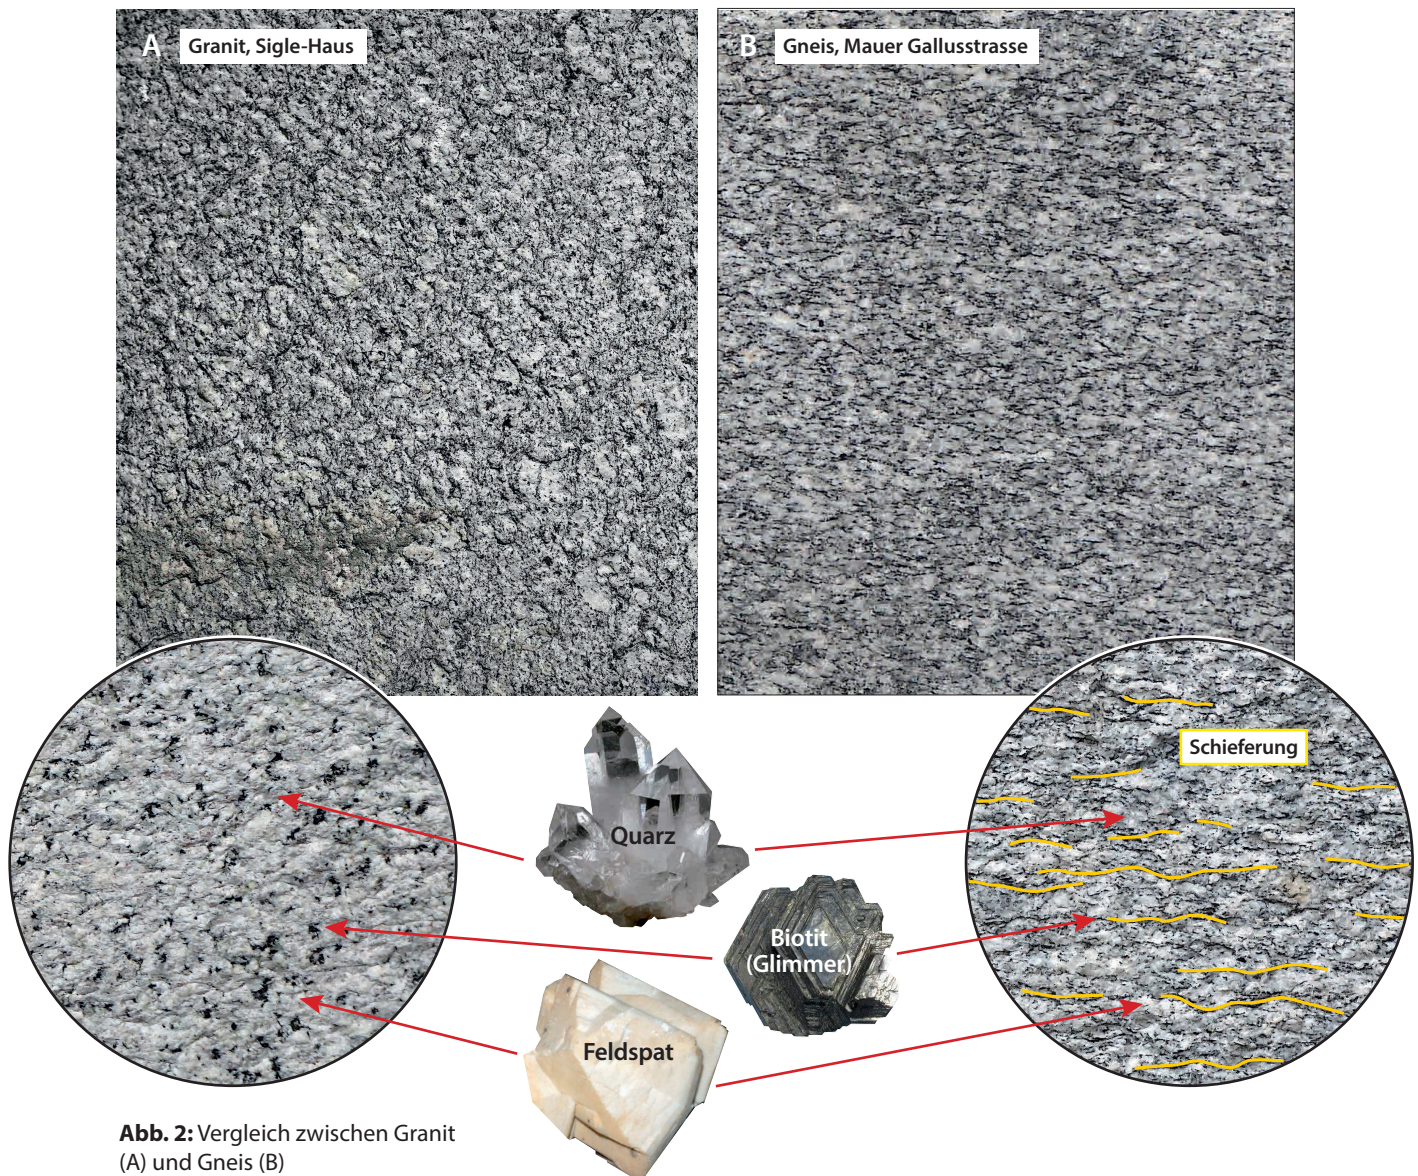 A
Granit, Sigle-Haus
B
Gneis, Mauer Gallusstrasse
Schieferung
Quarz
Biotit
(Glimmer)
Feldspat
Abb. 2: Vergleich zwischen Granit
(A) und Gneis (B)